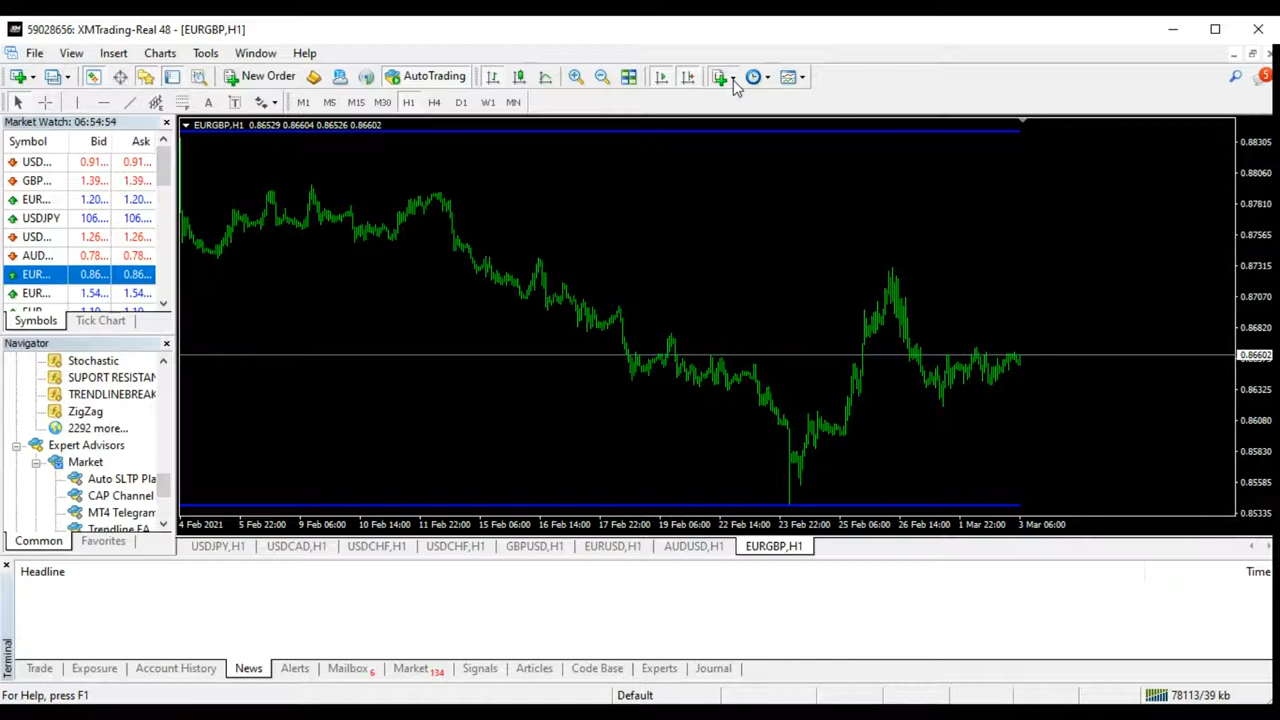 59028656: XMTrading-Real 48 - [EURGBP,H1]
File View Insert Charts Tools Window Help
New Order AutoTrading 5
A T M1 M5 M15 M30 H1 H4 D1 W1 MN
Market Watch: 06:54:54
Symbol Bid Ask
USD... 0.91... 0.91...
GBP... 1.39... 1.39...
EUR... 1.20... 1.20...
USDJPY 106.... 106....
USD... 1.26... 1.26...
AUD... 0.78... 0.78...
EUR... 0.86... 0.86...
EUR... 1.54... 1.54...
Symbols Tick Chart
Navigator
Stochastic
SUPORT RESISTAN
TRENDLINEBREAK
ZigZag
2292 more...
Expert Advisors
Market
Auto SLTP Pla
CAP Channel
MT4 Telegram
Trendline EA
Common Favorites
EURGBP,H1 0.86529 0.86604 0.86526 0.86602
0.88305
0.88060
0.87810
0.87565
0.87315
0.87070
0.86820
0.86602
0.86325
0.86080
0.85830
0.85585
0.85335
4 Feb 2021 5 Feb 22:00 9 Feb 06:00 10 Feb 14:00 11 Feb 22:00 15 Feb 06:00 16 Feb 14:00 17 Feb 22:00 19 Feb 06:00 22 Feb 14:00 23 Feb 22:00 25 Feb 06:00 26 Feb 14:00 1 Mar 22:00 3 Mar 06:00
USDJPY,H1 USDCAD,H1 USDCHF,H1 USDCHF,H1 GBPUSD,H1 EURUSD,H1 AUDUSD,H1 EURGBP,H1
Headline Time
Terminal
Trade Exposure Account History News Alerts Mailbox 6 Market 134 Signals Articles Code Base Experts Journal
For Help, press F1 Default 78113/39 kb